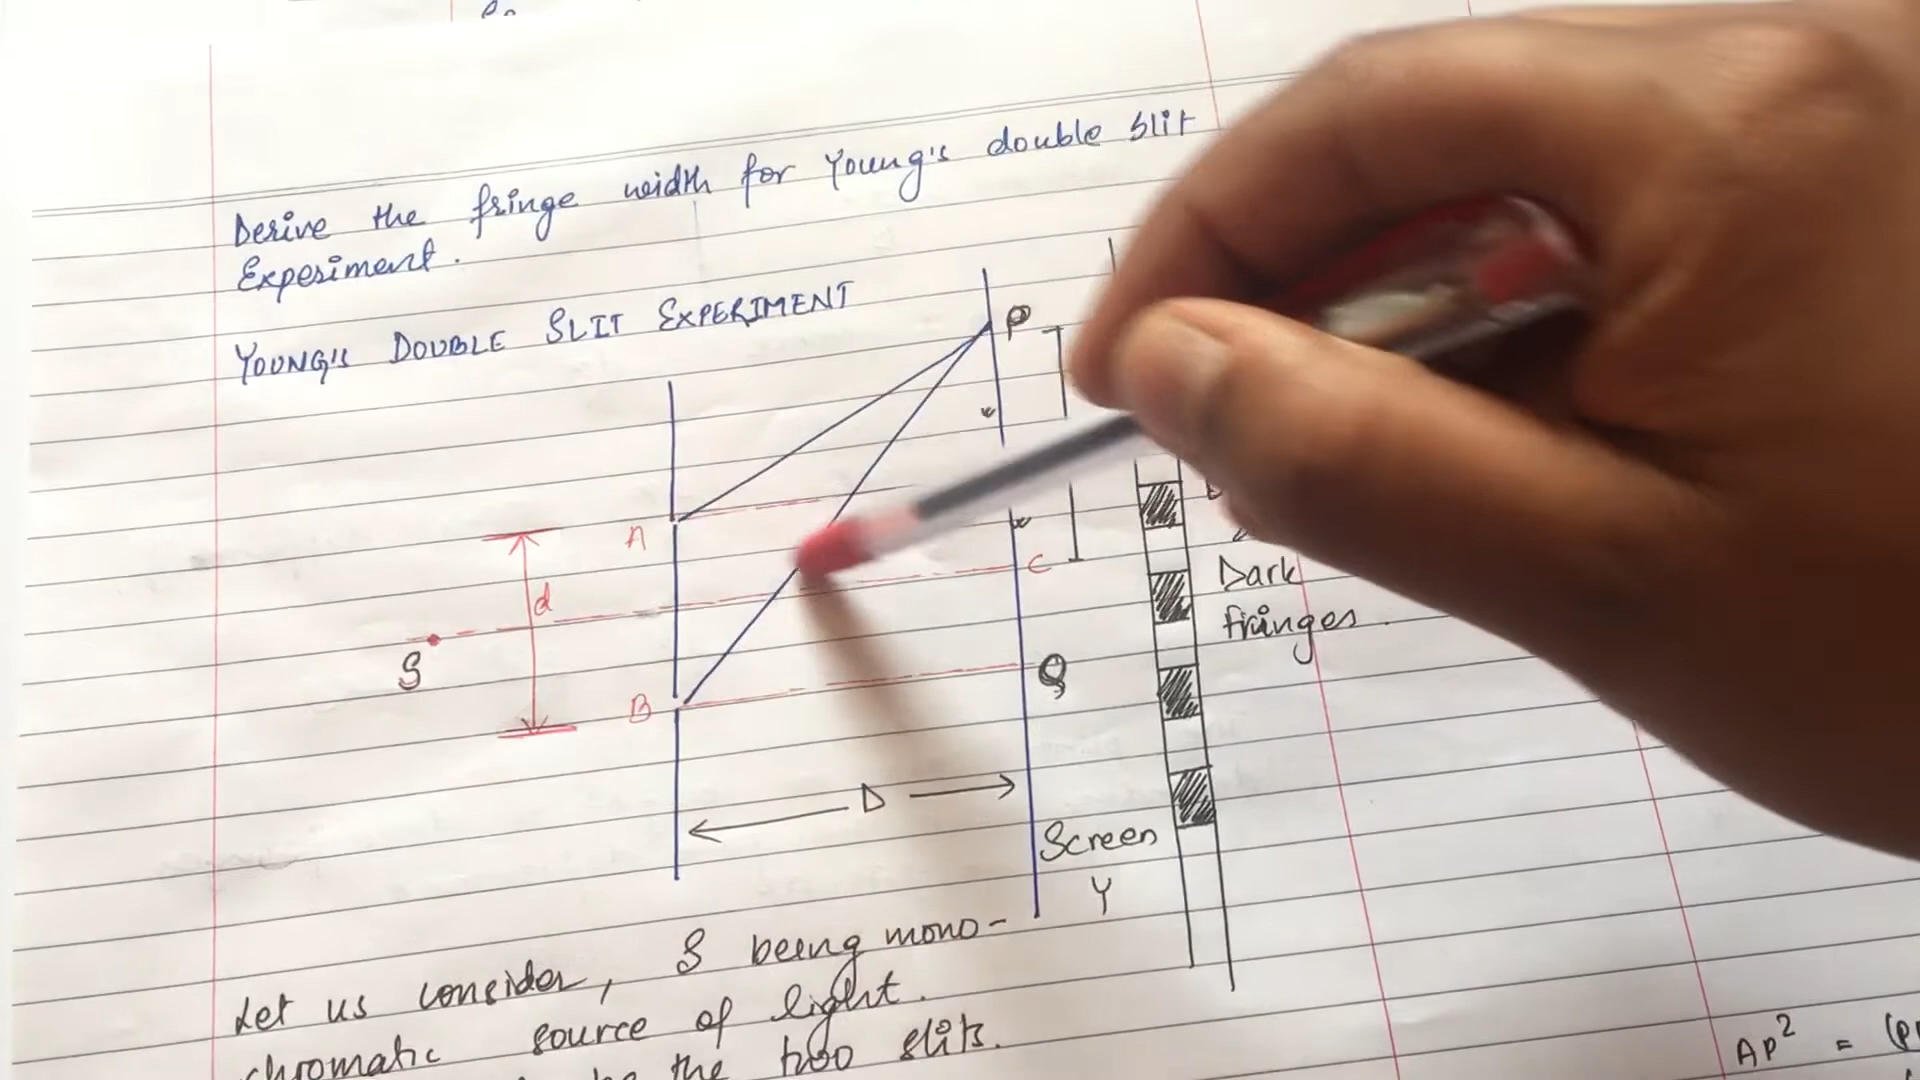 Derive the fringe width for Young's double slit
Experiment.
YOUNG'S DOUBLE SLIT EXPERIMENT
P
A
d
C
Dark
fringes.
S
B
Q
D
Screen
Y
Let us consider, S being mono-
chromatic source of light.
the two slits.
AP² =